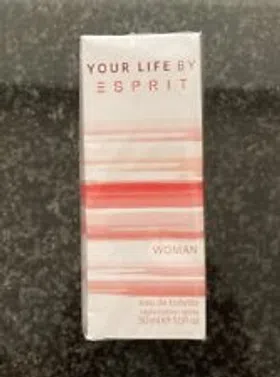 YOUR LIFE BY
ESPRIT
WOMAN
eau de toilette